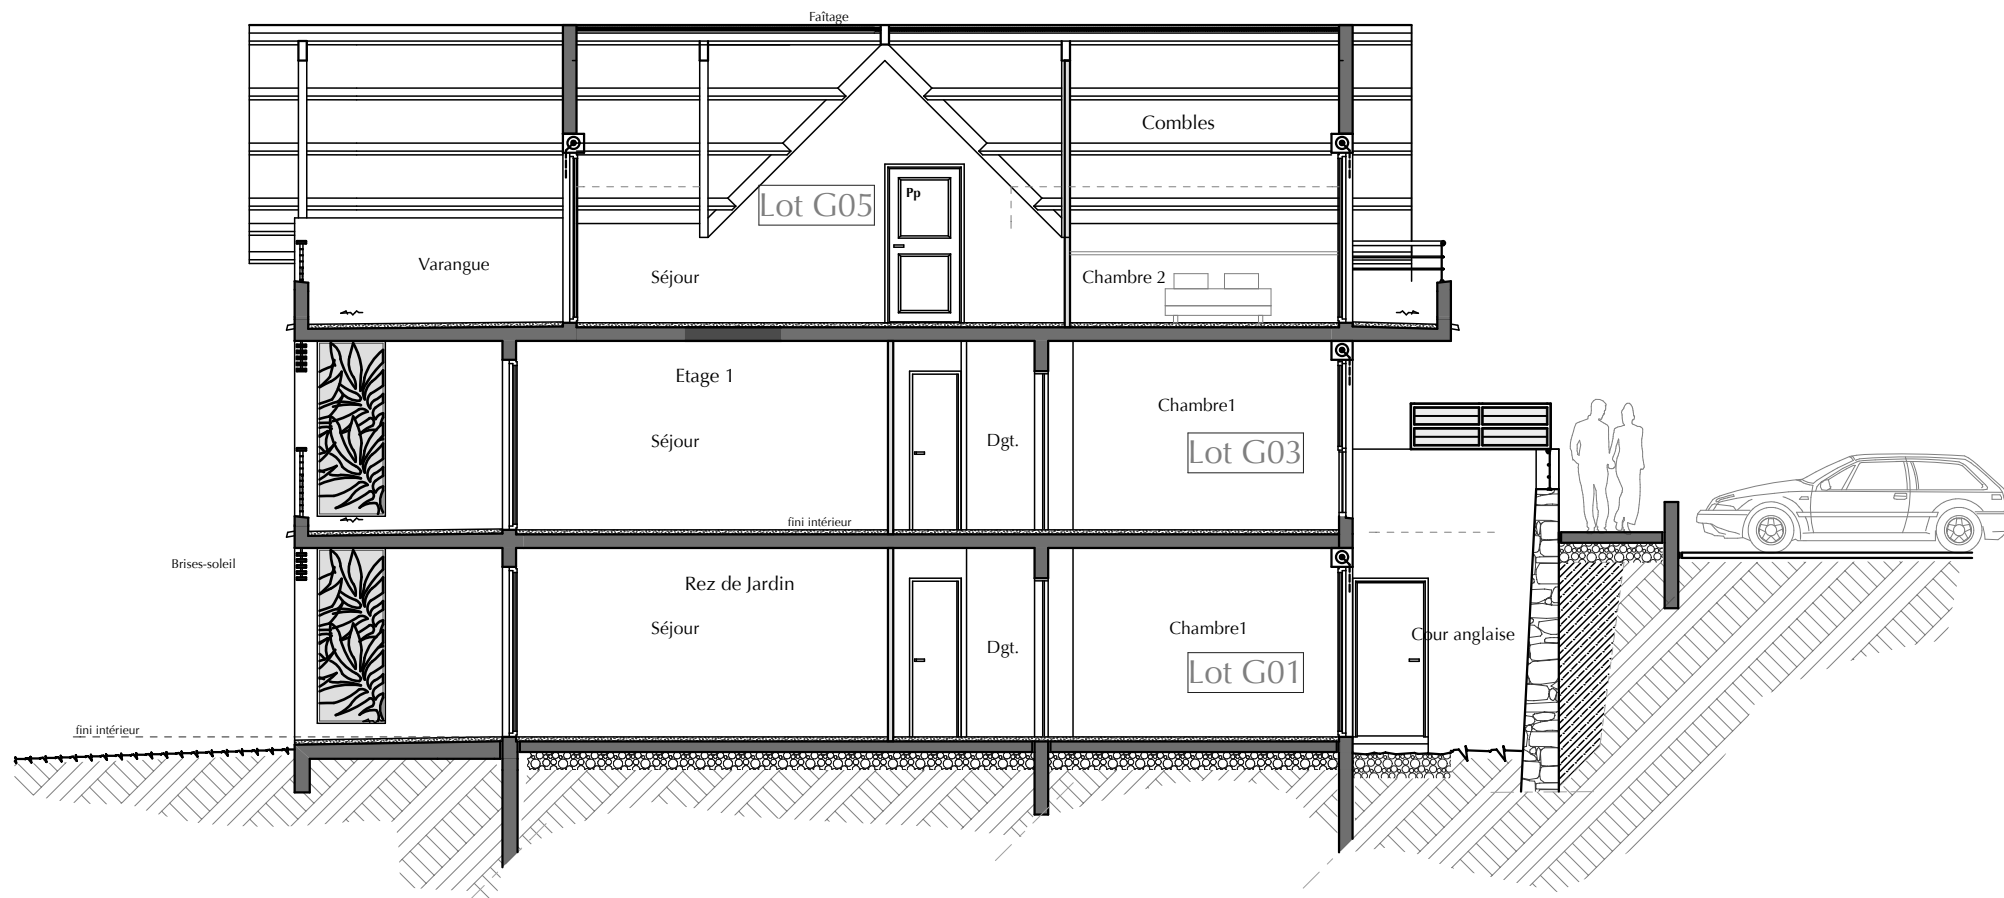 Faîtage
Combles
Lot G05
Pp
Varangue
Séjour
Chambre 2
Etage 1
Chambre1
Séjour
Dgt.
Lot G03
fini intérieur
Brises-soleil
Rez de Jardin
Séjour
Dgt.
Chambre1
Cour anglaise
Lot G01
fini intérieur